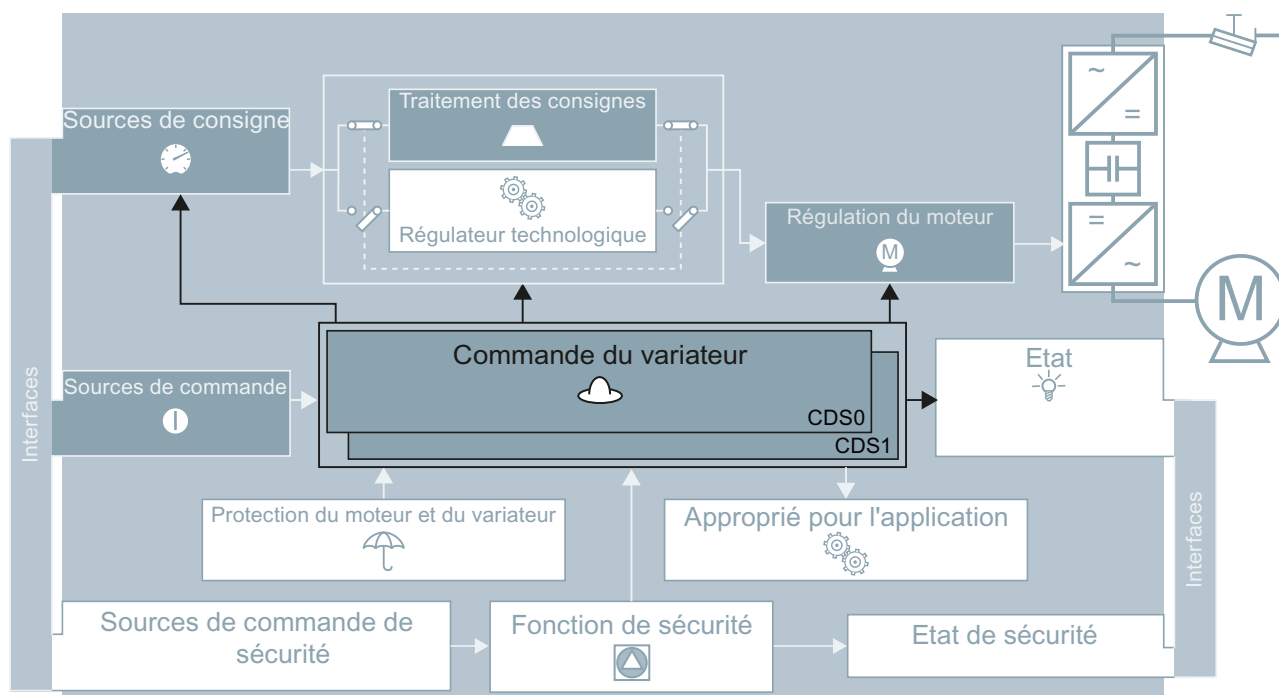 Traitement des consignes
Sources de consigne
~
=
Régulateur technologique
Régulation du moteur
M
=
~
M
Commande du variateur
CDS0
CDS1
Etat
Sources de commande
Interfaces
Interfaces
Protection du moteur et du variateur
Approprié pour l'application
Sources de commande de
sécurité
Fonction de sécurité
Etat de sécurité